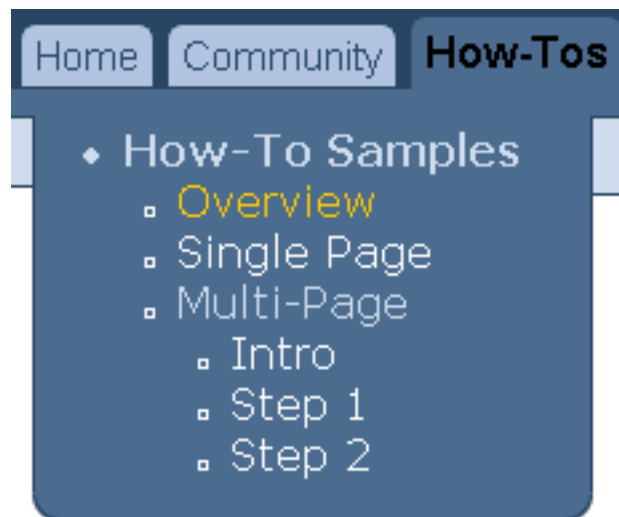 Home Community How-Tos
How-To Samples
Overview
Single Page
Multi-Page
Intro
Step 1
Step 2